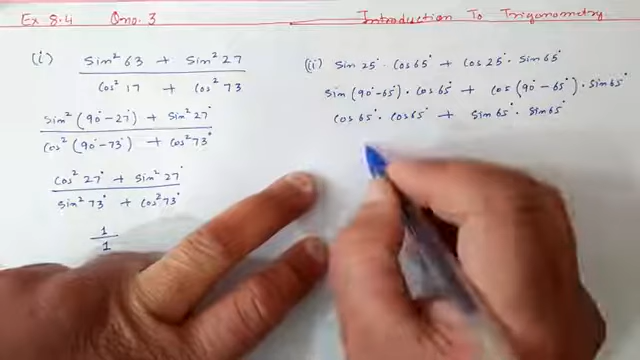 Ex 8.4 Qno. 3 Introduction To Trigonometry
(i) Sin² 63 + Sin² 27
Cos² 17 + Cos² 73
Sin² (90° - 27) + Sin² 27°
Cos² (90° - 73°) + Cos² 73°
Cos² 27° + Sin² 27°
Sin² 73° + Cos² 73°
1
1
(ii) Sin 25° . Cos 65° + Cos 25° . Sin 65°
Sin (90° - 65°) . Cos 65° + Cos (90° - 65°) . Sin 65°
Cos 65° . Cos 65° + Sin 65° . Sin 65°